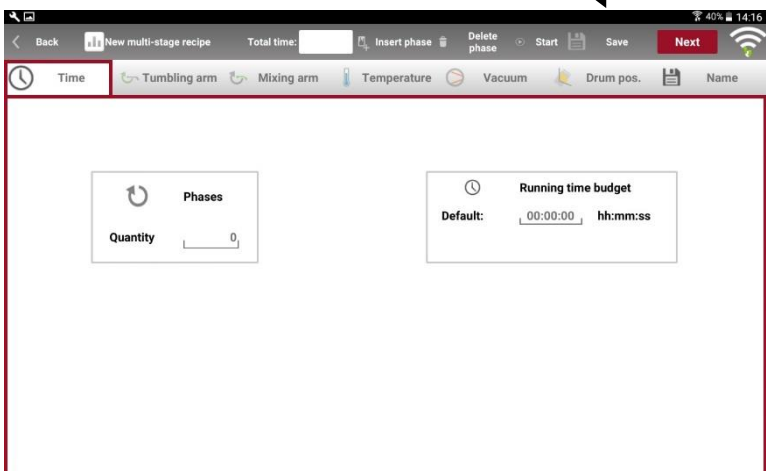 40% 14:16
Back New multi-stage recipe Total time: Insert phase Delete phase Start Save Next
Time Tumbling arm Mixing arm Temperature Vacuum Drum pos. Name
Phases
Quantity 0
Running time budget
Default: 00:00:00 hh:mm:ss